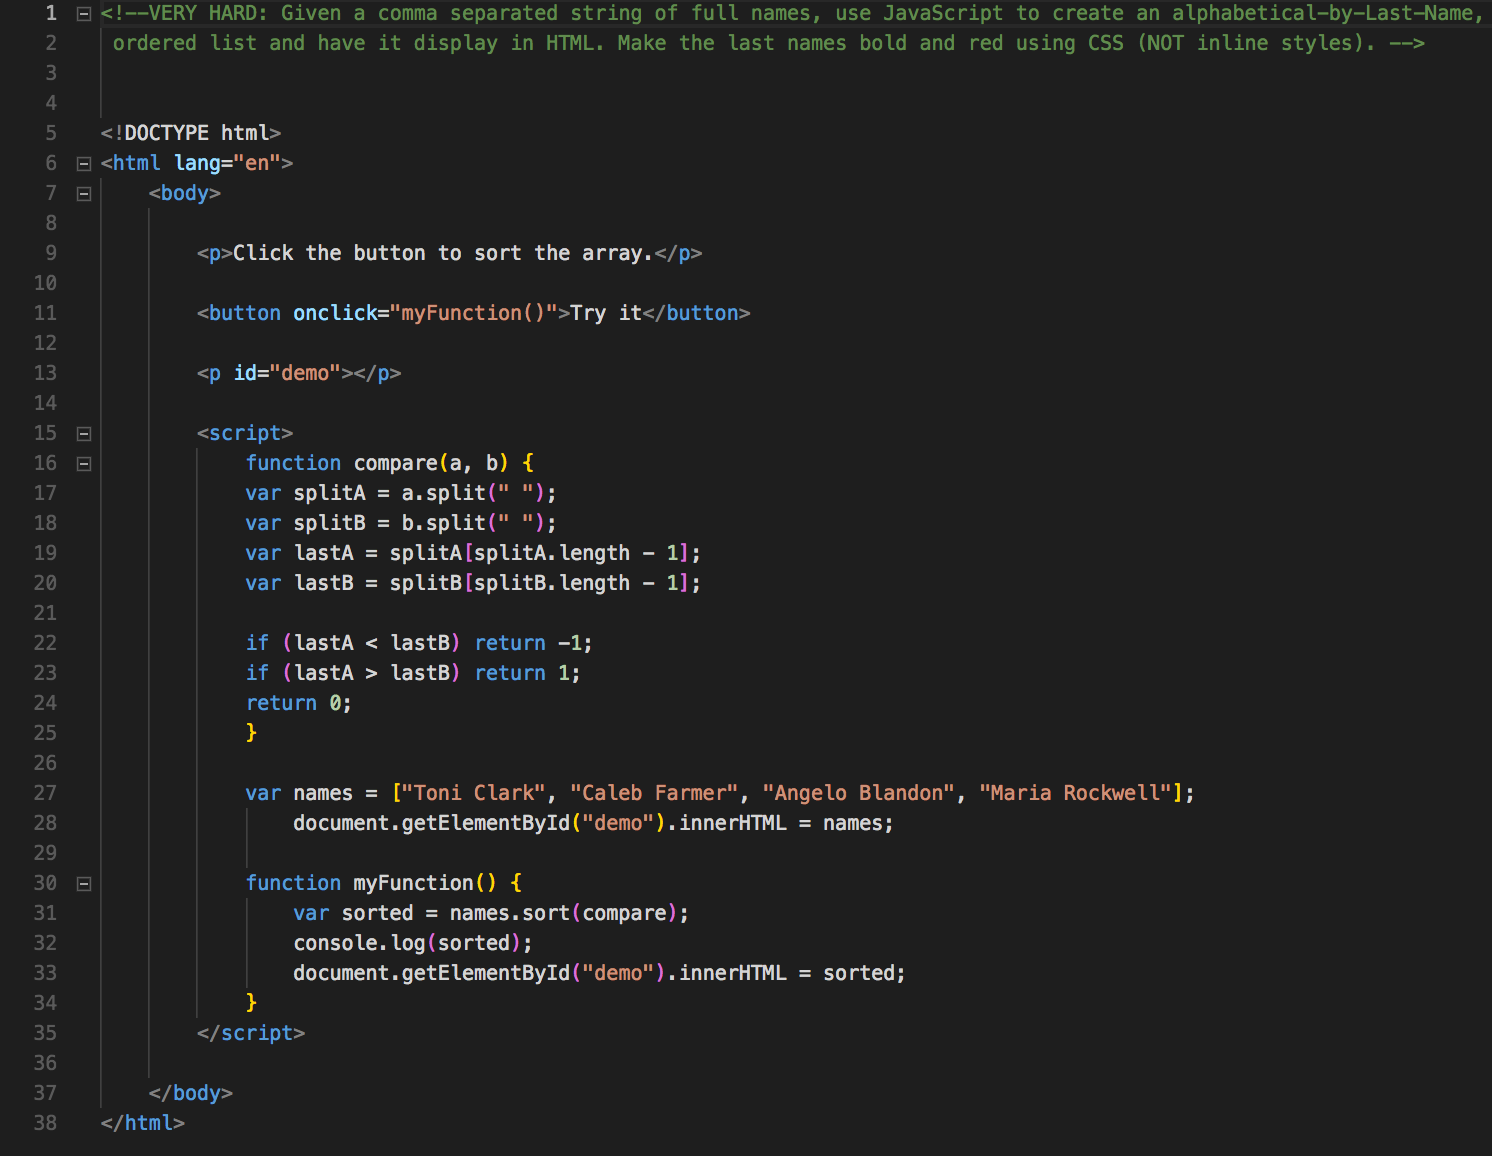 1 <!--VERY HARD: Given a comma separated string of full names, use JavaScript to create an alphabetical-by-Last-Name,
2 ordered list and have it display in HTML. Make the last names bold and red using CSS (NOT inline styles). -->
3
4
5 <!DOCTYPE html>
6 <html lang="en">
7     <body>
8
9         <p>Click the button to sort the array.</p>
10
11         <button onclick="myFunction()">Try it</button>
12
13         <p id="demo"></p>
14
15         <script>
16             function compare(a, b) {
17             var splitA = a.split(" ");
18             var splitB = b.split(" ");
19             var lastA = splitA[splitA.length - 1];
20             var lastB = splitB[splitB.length - 1];
21
22             if (lastA < lastB) return -1;
23             if (lastA > lastB) return 1;
24             return 0;
25             }
26
27             var names = ["Toni Clark", "Caleb Farmer", "Angelo Blandon", "Maria Rockwell"];
28                 document.getElementById("demo").innerHTML = names;
29
30             function myFunction() {
31                 var sorted = names.sort(compare);
32                 console.log(sorted);
33                 document.getElementById("demo").innerHTML = sorted;
34             }
35         </script>
36
37     </body>
38 </html>